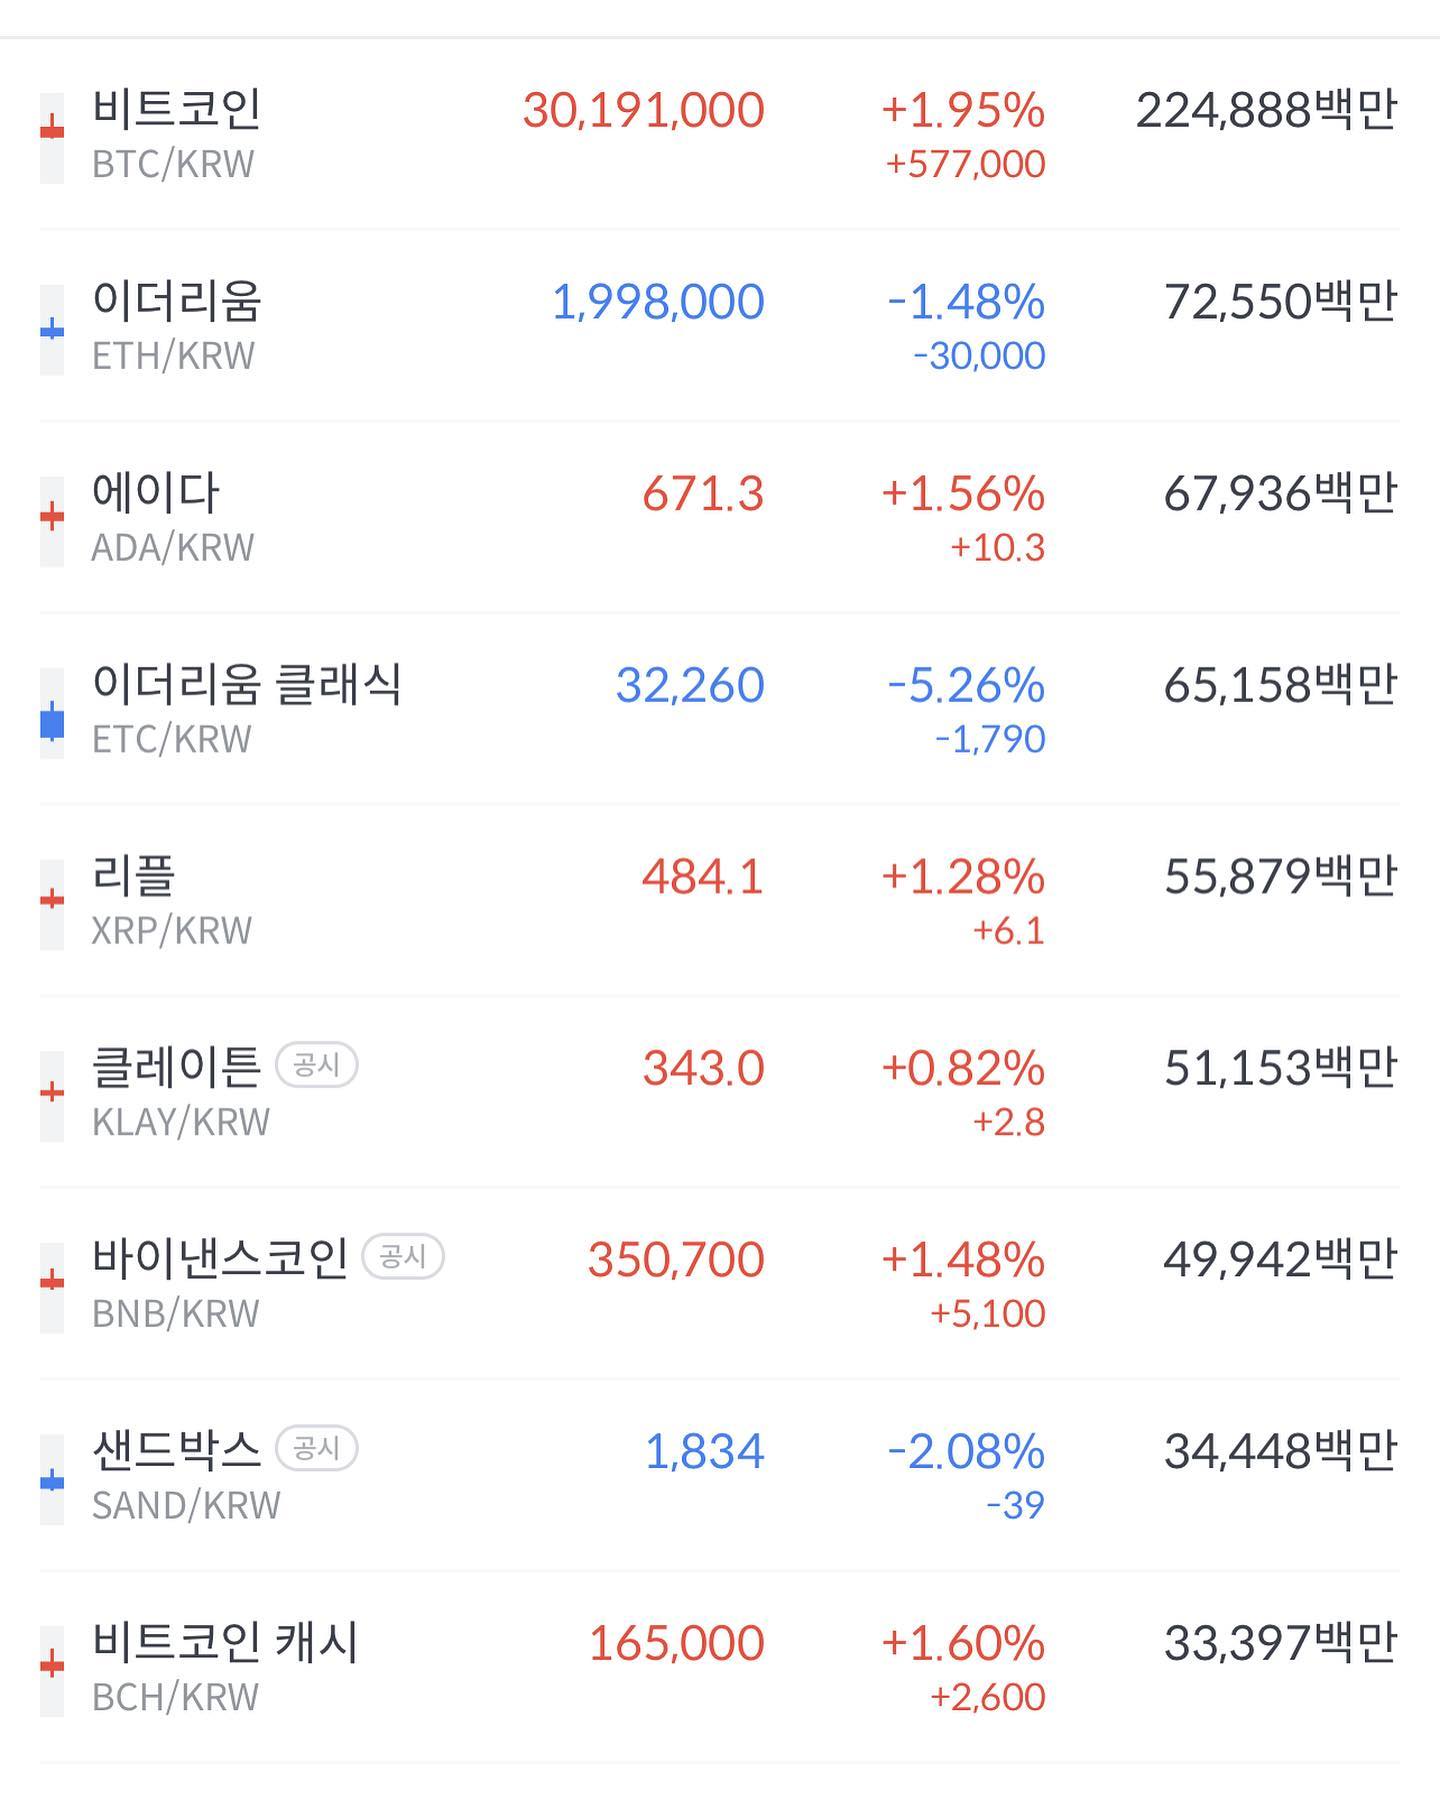 비트코인 30,191,000 +1.95% 224,888백만
BTC/KRW +577,000
이더리움 1,998,000 -1.48% 72,550백만
ETH/KRW -30,000
에이다 671.3 +1.56% 67,936백만
ADA/KRW +10.3
이더리움 클래식 32,260 -5.26% 65,158백만
ETC/KRW -1,790
리플 484.1 +1.28% 55,879백만
XRP/KRW +6.1
클레이튼 공시 343.0 +0.82% 51,153백만
KLAY/KRW +2.8
바이낸스코인 공시 350,700 +1.48% 49,942백만
BNB/KRW +5,100
샌드박스 공시 1,834 -2.08% 34,448백만
SAND/KRW -39
비트코인 캐시 165,000 +1.60% 33,397백만
BCH/KRW +2,600